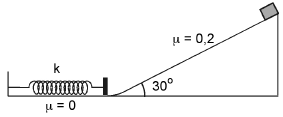 μ = 0,2
k
30°
μ = 0